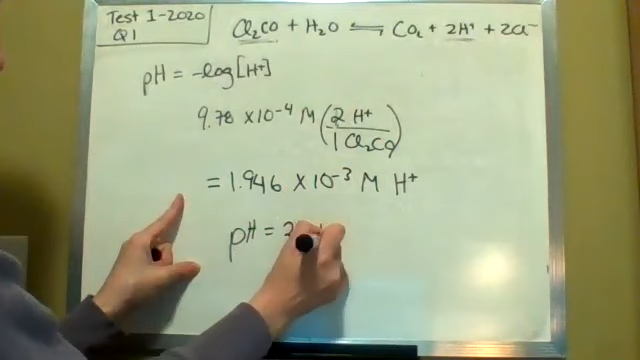 Test 1-2020
Q1
Cl₂CO + H₂O ⇌ CO₂ + 2H⁺ + 2Cl⁻
pH = -log[H⁺]
9.78 × 10⁻⁴ M (2 H⁺ / 1 Cl₂CO)
= 1.946 × 10⁻³ M H⁺
pH = 2